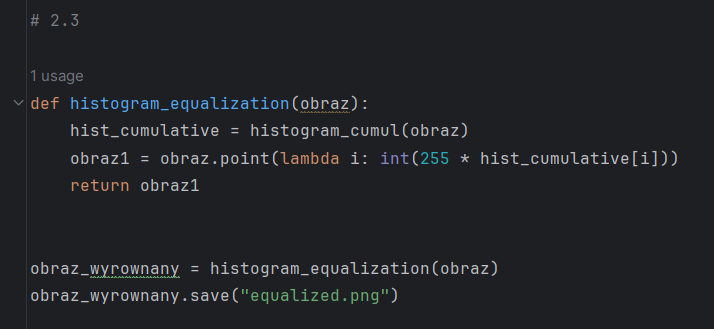 # 2.3
1 usage
def histogram_equalization(obraz):
    hist_cumulative = histogram_cumul(obraz)
    obraz1 = obraz.point(lambda i: int(255 * hist_cumulative[i]))
    return obraz1
obraz_wyrownany = histogram_equalization(obraz)
obraz_wyrownany.save("equalized.png")